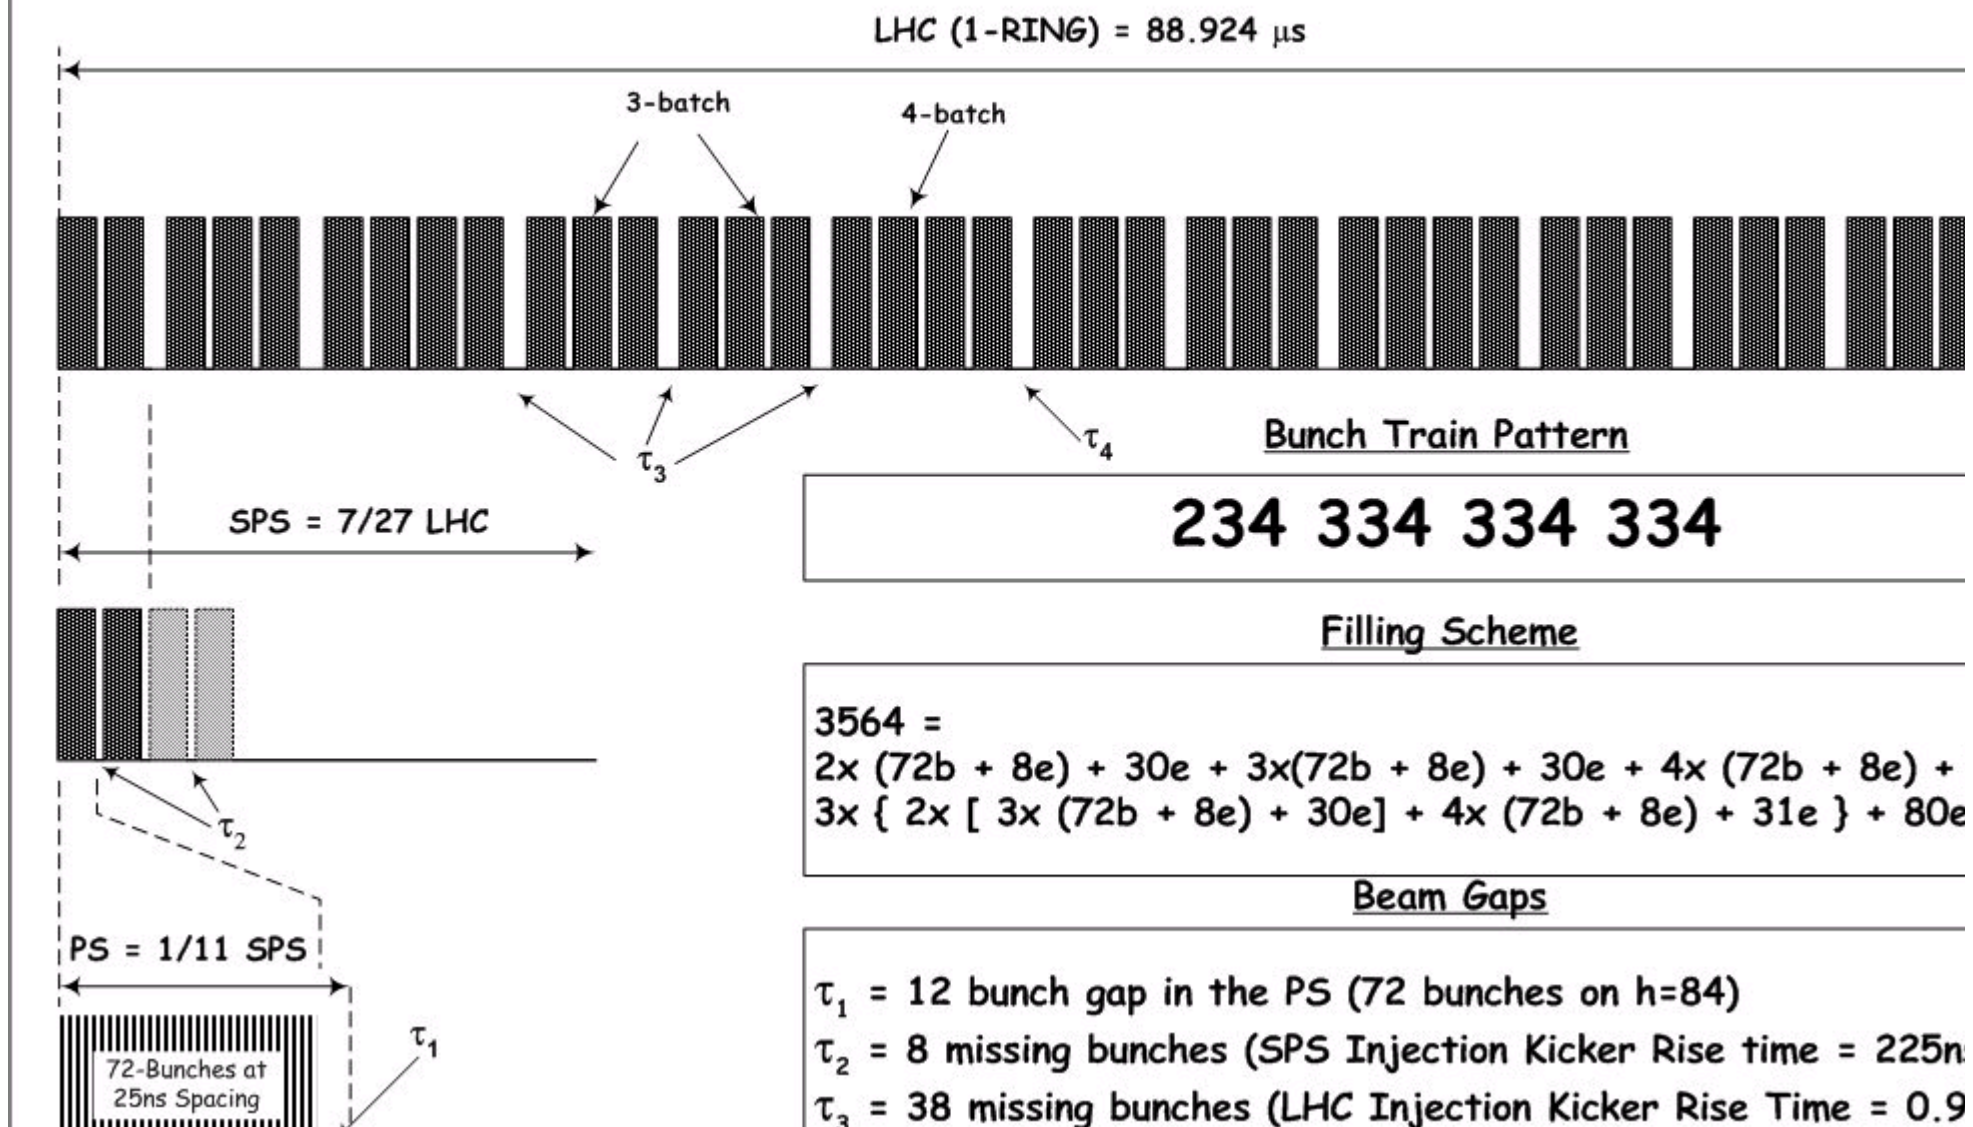 LHC (1-RING) = 88.924 μs
3-batch
4-batch
τ3
τ4
Bunch Train Pattern
234 334 334 334
SPS = 7/27 LHC
Filling Scheme
3564 =
2x (72b + 8e) + 30e + 3x(72b + 8e) + 30e + 4x (72b + 8e) +
3x { 2x [ 3x (72b + 8e) + 30e] + 4x (72b + 8e) + 31e } + 80e
τ2
Beam Gaps
PS = 1/11 SPS
τ1 = 12 bunch gap in the PS (72 bunches on h=84)
τ1
τ2 = 8 missing bunches (SPS Injection Kicker Rise time = 225n
72-Bunches at
25ns Spacing
τ3 = 38 missing bunches (LHC Injection Kicker Rise Time = 0.9